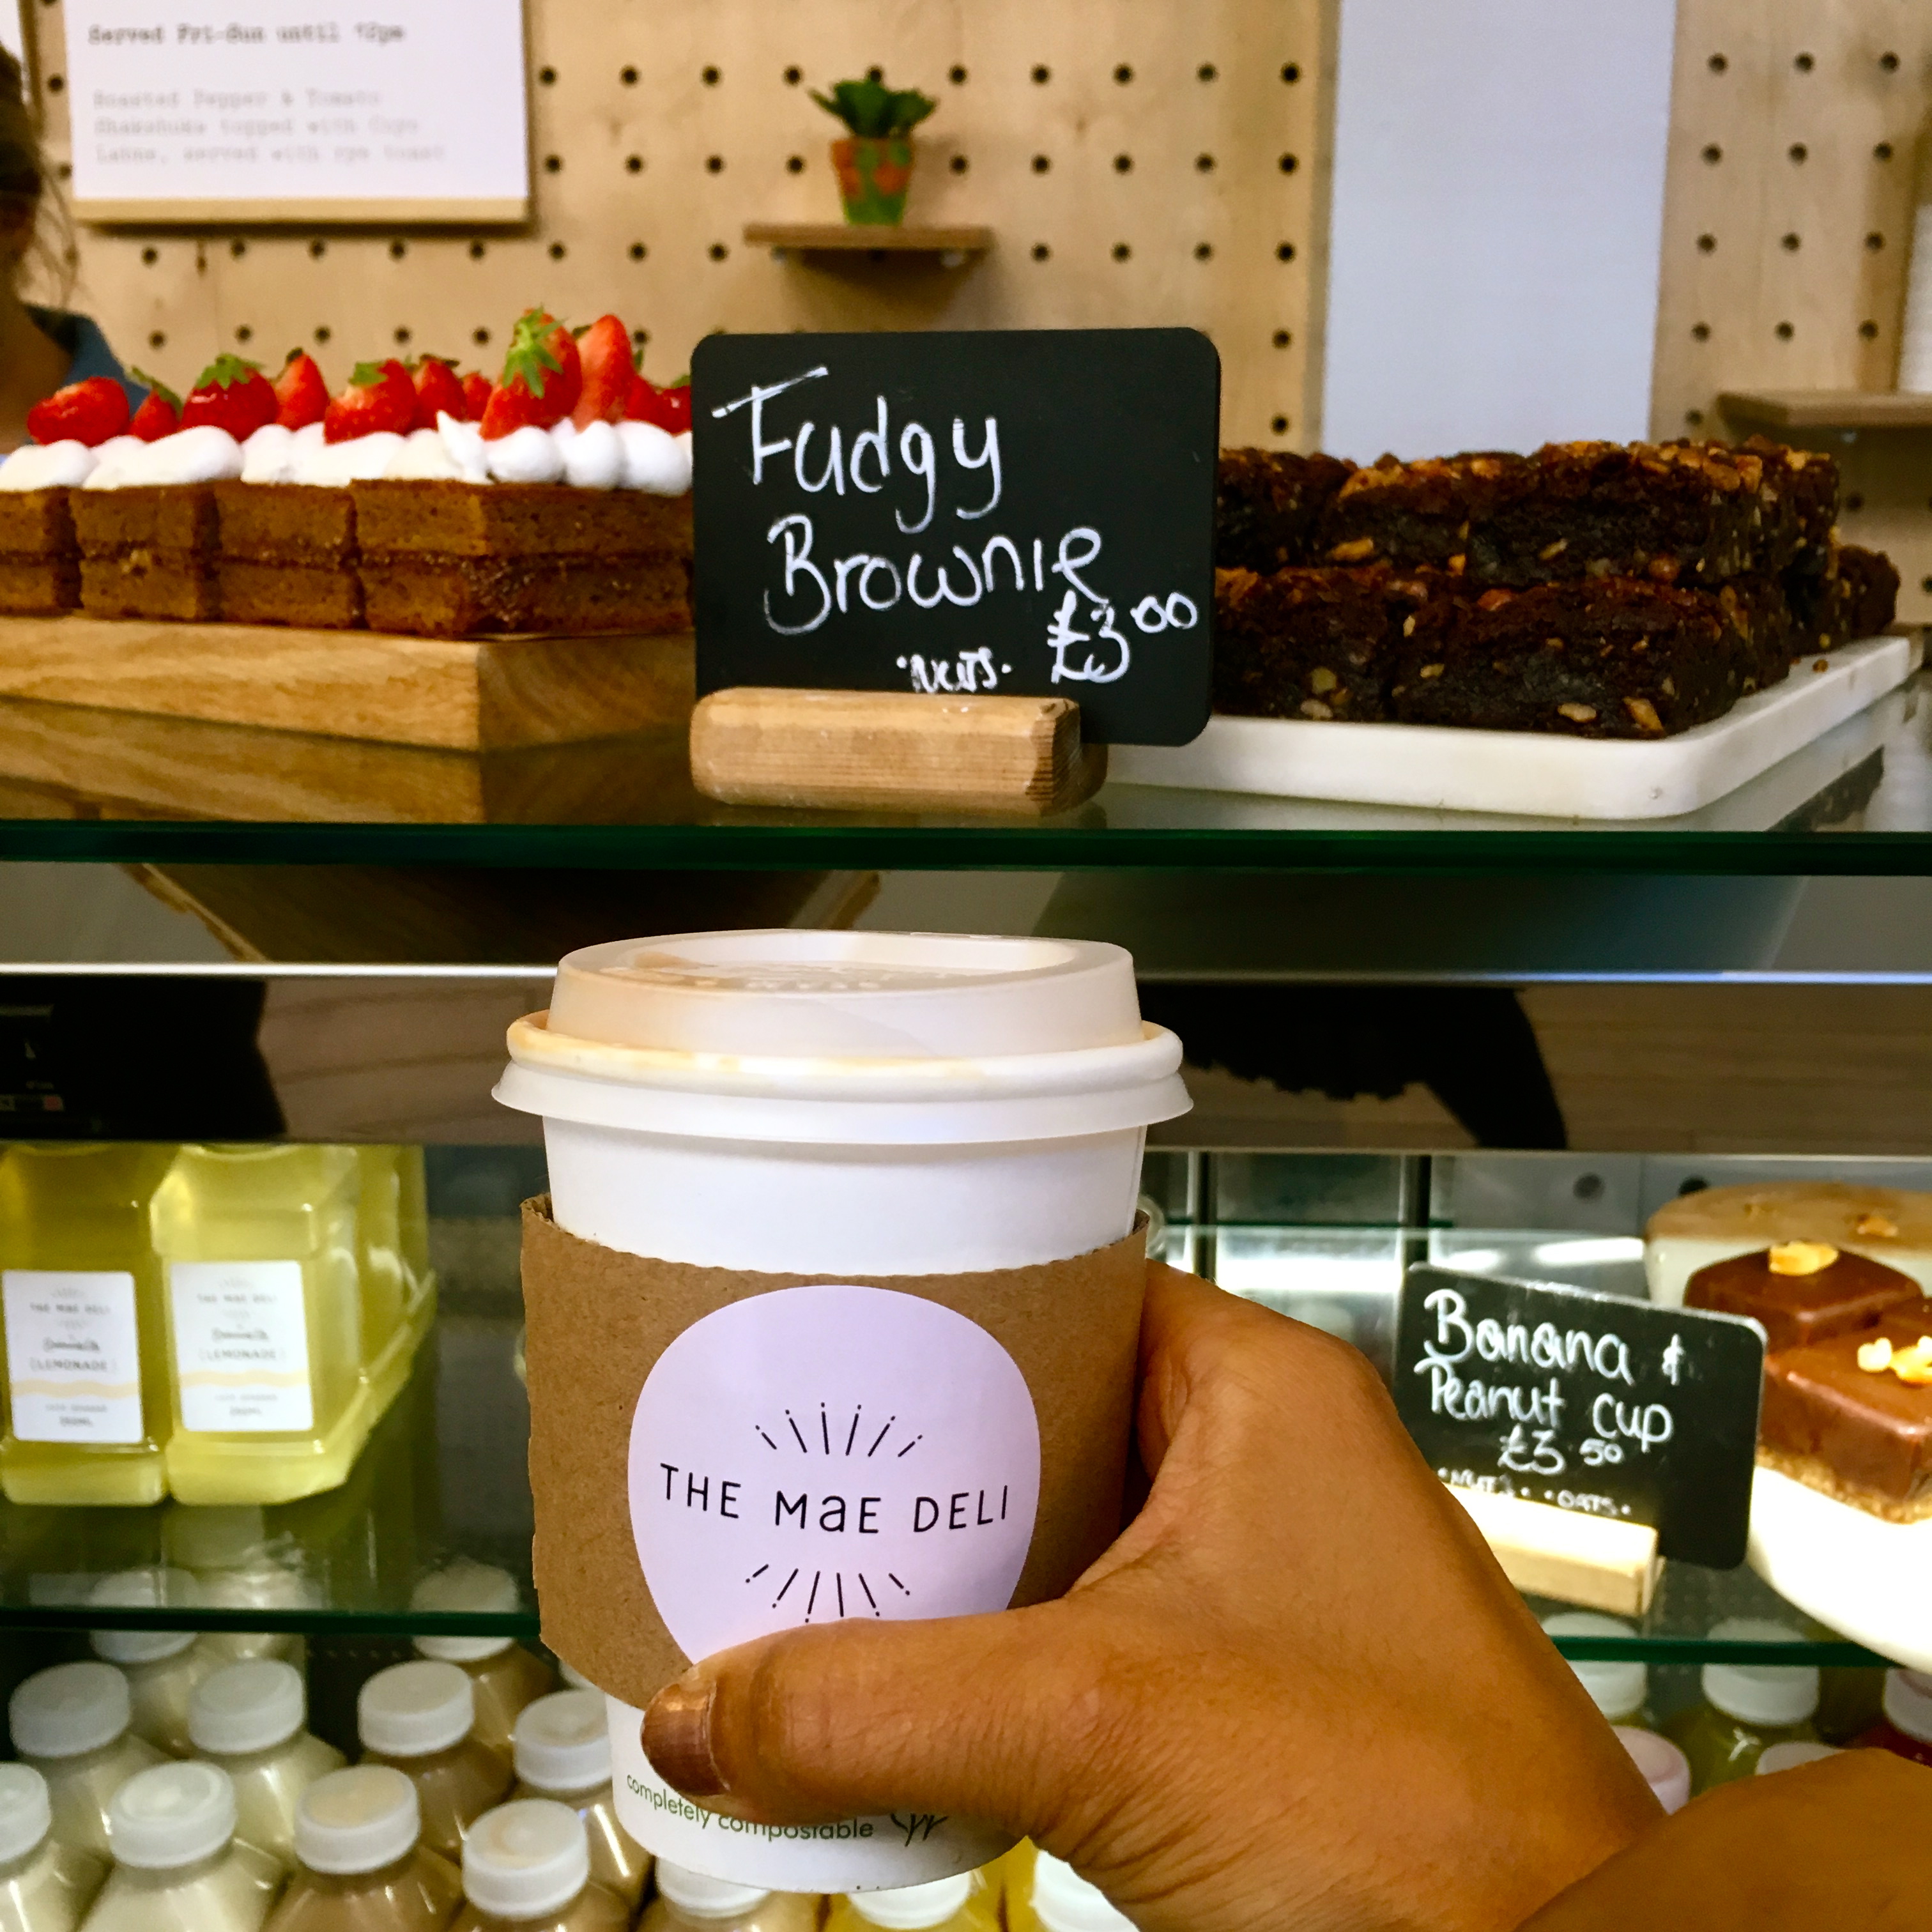 Served Fri-Sun until 12pm
Roasted Pepper & Tomato
Shakshuka topped with
served with rye toast
Fudgy
Brownie
£3.00
·NUTS·
THE MaE DELI
completely compostable
Banana &
Peanut cup
£3.50
·NUTS· ·OATS·
THE MaE DELI
[LEMONADE]
THE MaE DELI
[LEMONADE]